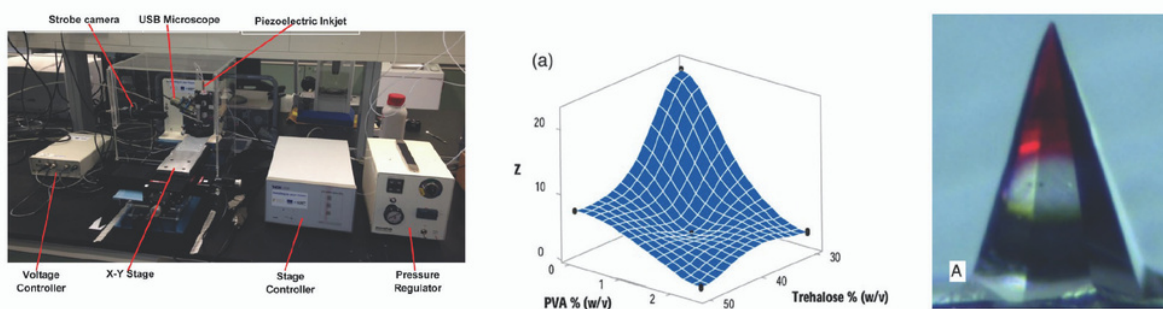 Strobe camera
USB Microscope
Piezoelectric Inkjet
Voltage
Controller
X-Y Stage
Stage
Controller
Pressure
Regulator
(a)
Z
20
10
0
0
1
2
PVA % (w/v)
30
40
50
Trehalose % (w/v)
A